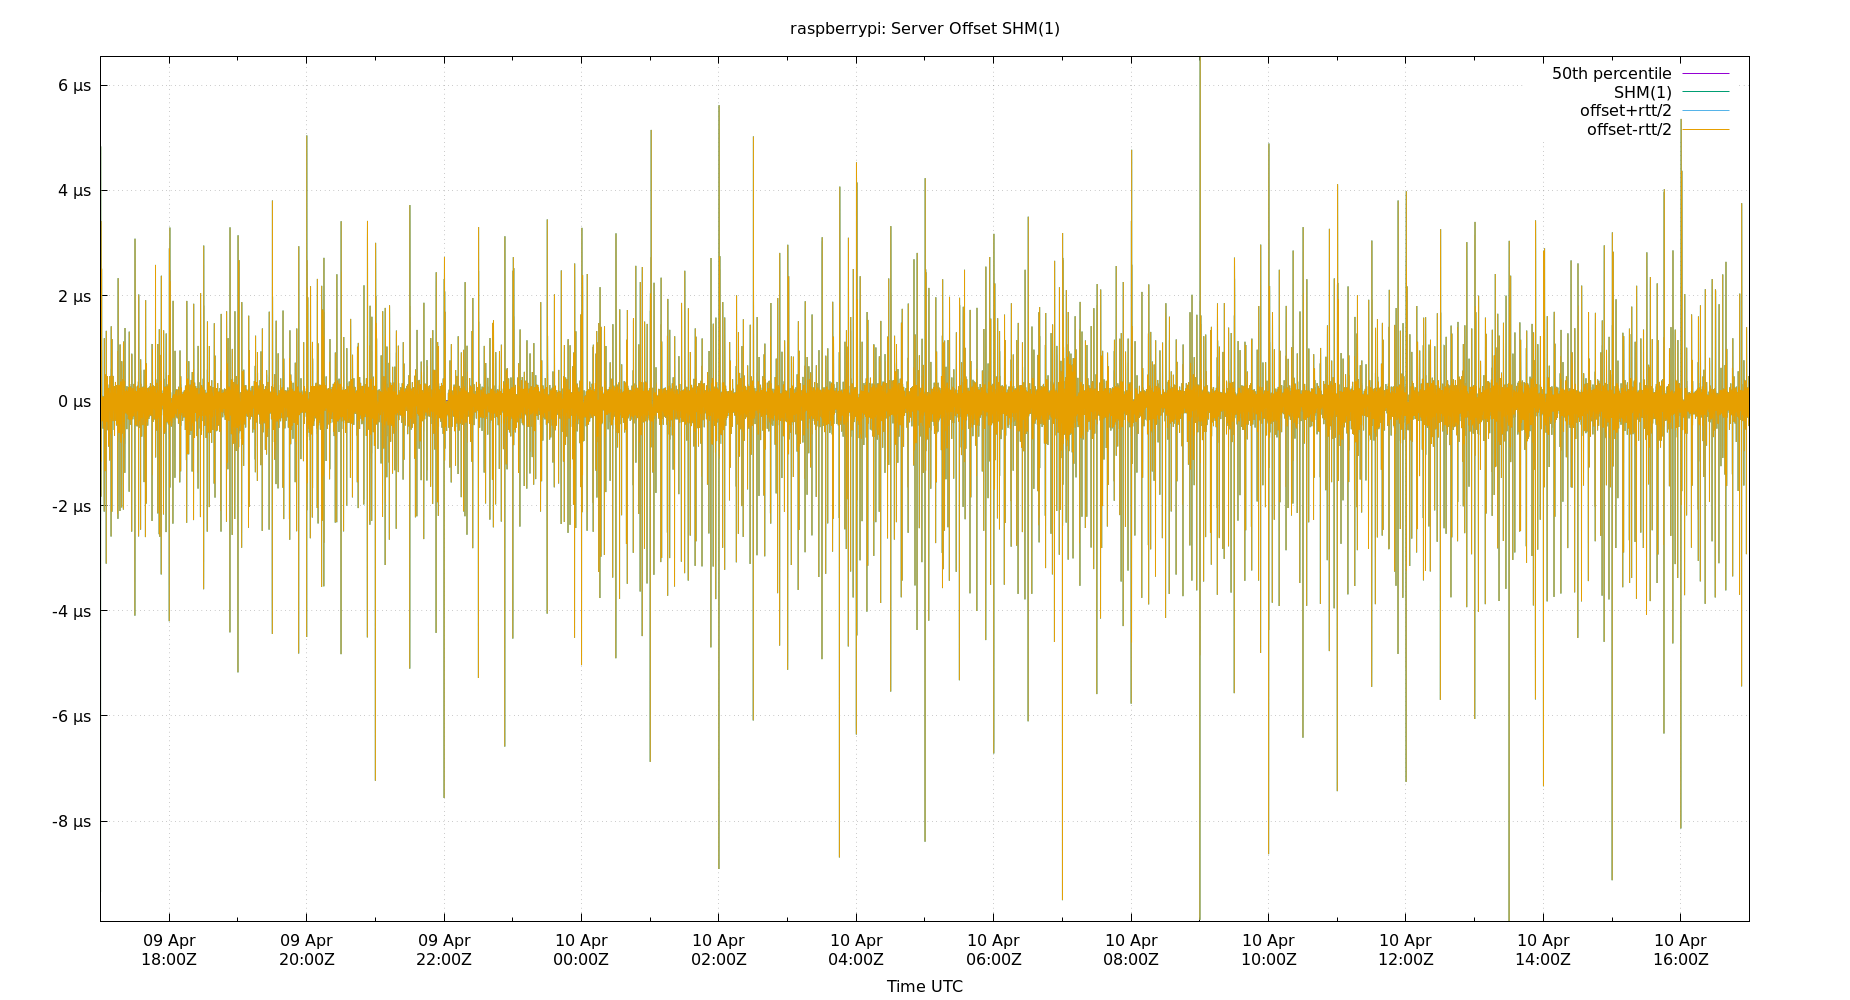 raspberrypi: Server Offset SHM(1)
50th percentile
SHM(1)
offset+rtt/2
offset-rtt/2
6 µs
4 µs
2 µs
0 µs
-2 µs
-4 µs
-6 µs
-8 µs
09 Apr
18:00Z
09 Apr
20:00Z
09 Apr
22:00Z
10 Apr
00:00Z
10 Apr
02:00Z
10 Apr
04:00Z
10 Apr
06:00Z
10 Apr
08:00Z
10 Apr
10:00Z
10 Apr
12:00Z
10 Apr
14:00Z
10 Apr
16:00Z
Time UTC